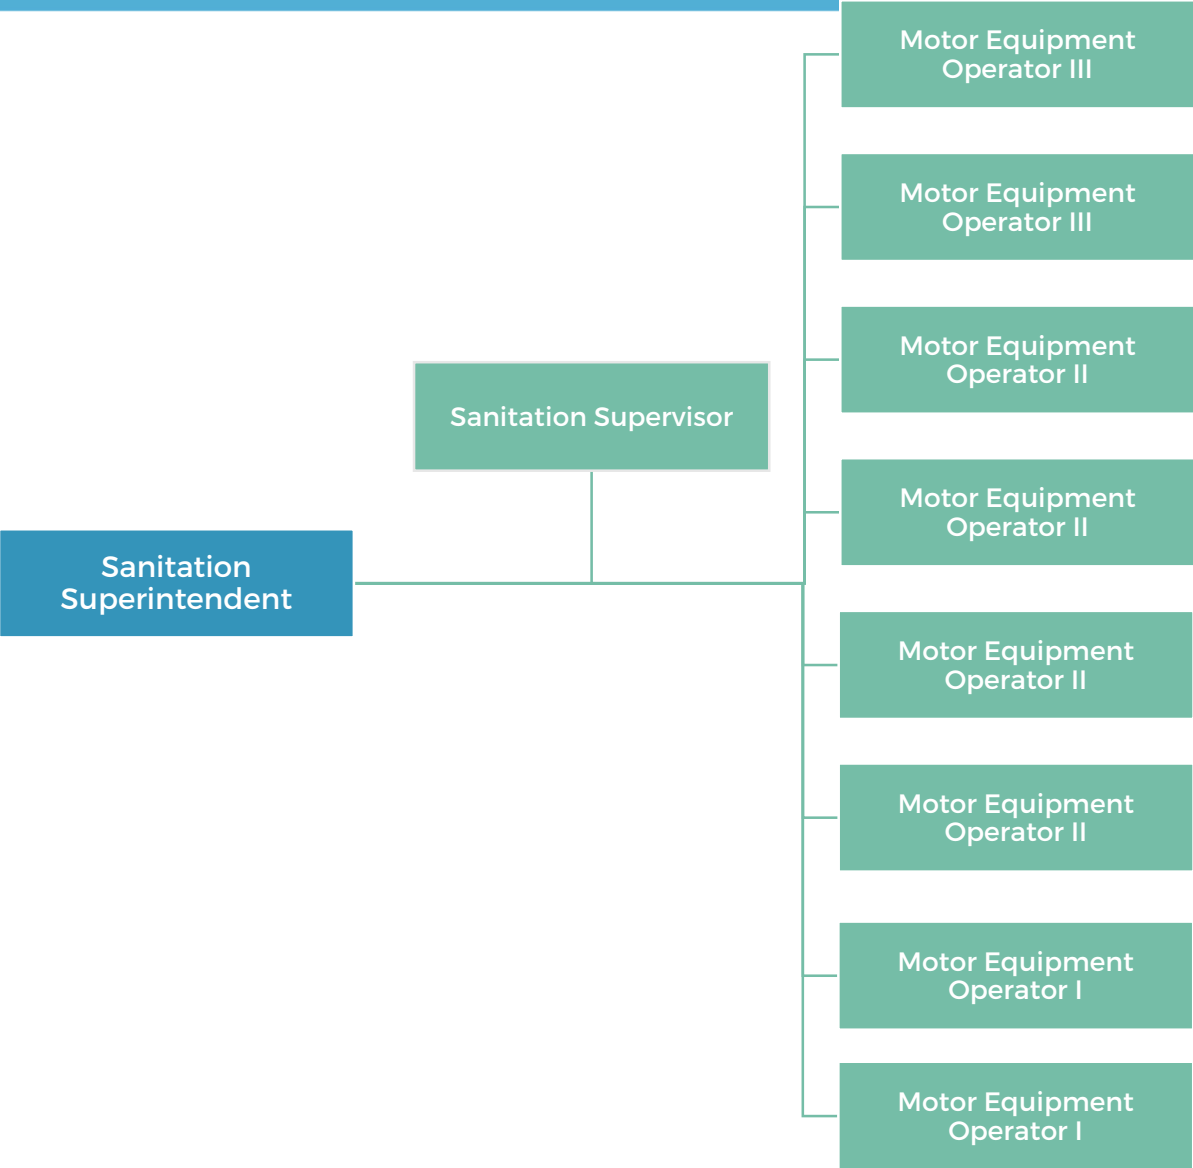 Motor Equipment
Operator III
Motor Equipment
Operator III
Motor Equipment
Operator II
Sanitation Supervisor
Motor Equipment
Operator II
Sanitation
Superintendent
Motor Equipment
Operator II
Motor Equipment
Operator II
Motor Equipment
Operator I
Motor Equipment
Operator I